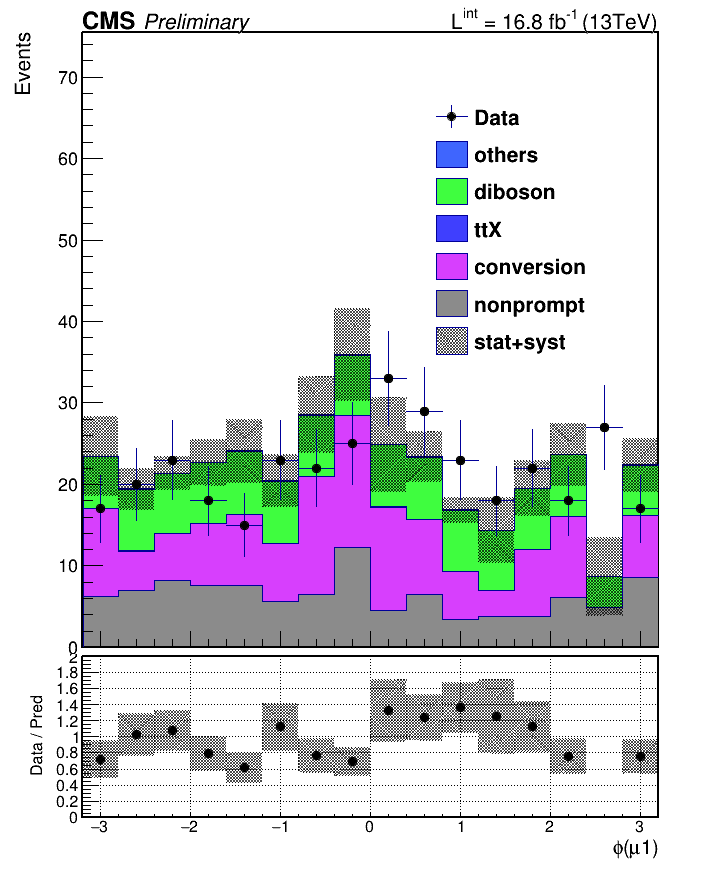 CMS Preliminary L^int = 16.8 fb^-1 (13TeV)
Events
70
60
50
40
30
20
10
0
Data
others
diboson
ttX
conversion
nonprompt
stat+syst
Data / Pred
2
1.8
1.6
1.4
1.2
1
0.8
0.6
0.4
0.2
0
−3 −2 −1 0 1 2 3
ϕ(μ1)